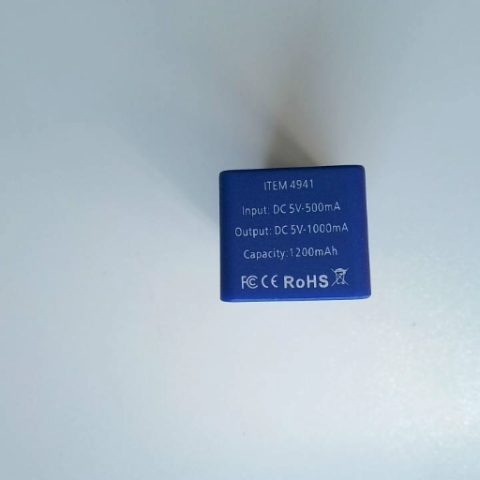 ITEM 4941
Input: DC 5V-500mA
Output: DC 5V-1000mA
Capacity:1200mAh
FC CE RoHS